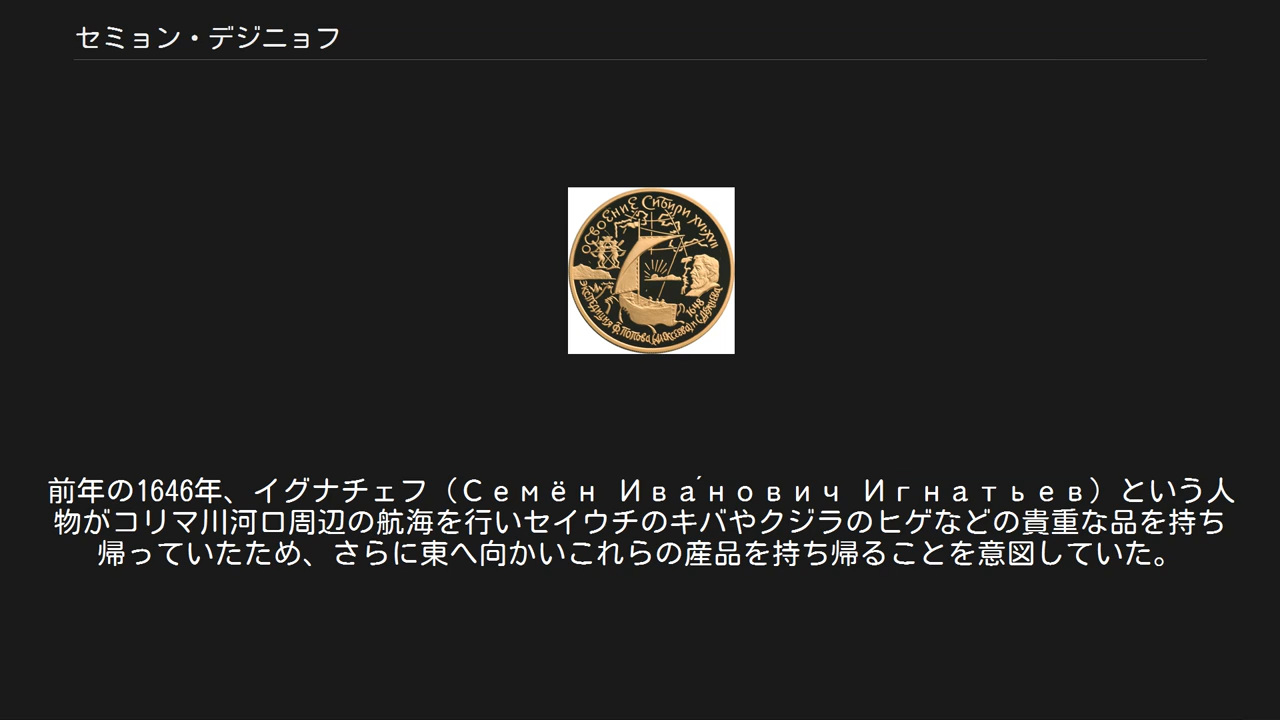 セミョン・デジニョフ
ОСВОЕНИЕ СИБИРИ XVI-XVII
1648
前年の1646年、イグナチェフ（Семён Ива́нович Игнатьев）という人
物がコリマ川河口周辺の航海を行いセイウチのキバやクジラのヒゲなどの貴重な品を持ち
帰っていたため、さらに東へ向かいこれらの産品を持ち帰ることを意図していた。